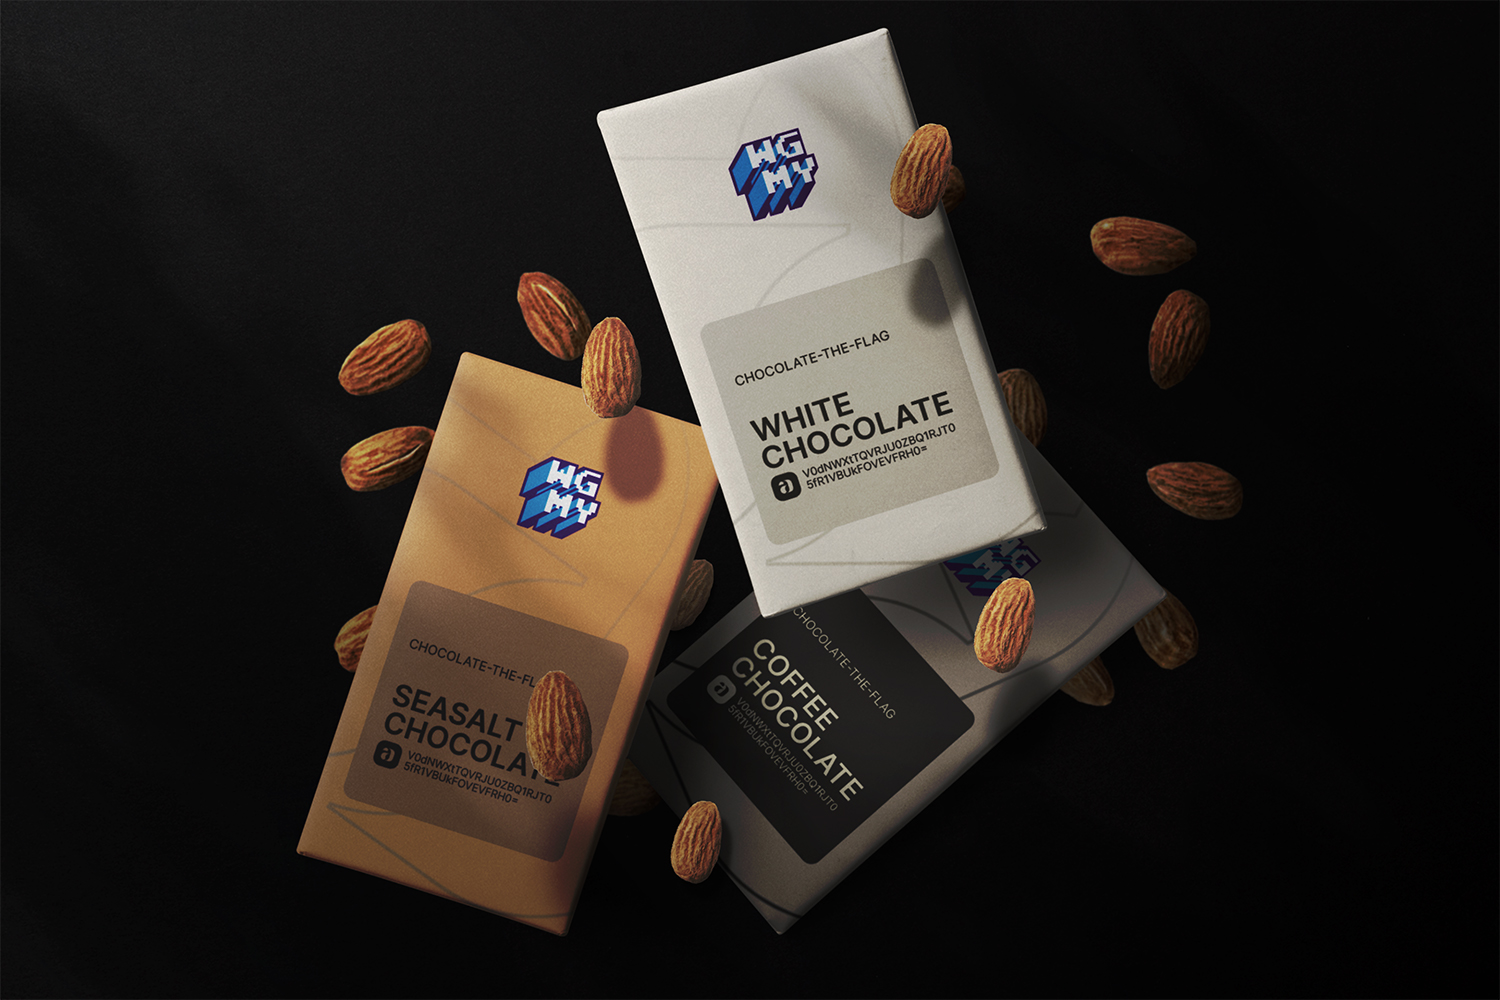 WG
MY
CHOCOLATE-THE-FLAG
WHITE
CHOCOLATE
a
V0dNWXtTQVRJU0ZBQ1RJT0
5fR1VBUkFOVEVFRH0=
WG
MY
CHOCOLATE-THE-FL
SEASALT
CHOCOLATE
a
V0dNWXtTQVRJU0ZBQ1RJT0
5fR1VBUkFOVEVFRH0=
CHOCOLATE-THE-FLAG
COFFEE
CHOCOLATE
a
V0dNWXtTQVRJU0ZBQ1RJT0
5fR1VBUkFOVEVFRH0=